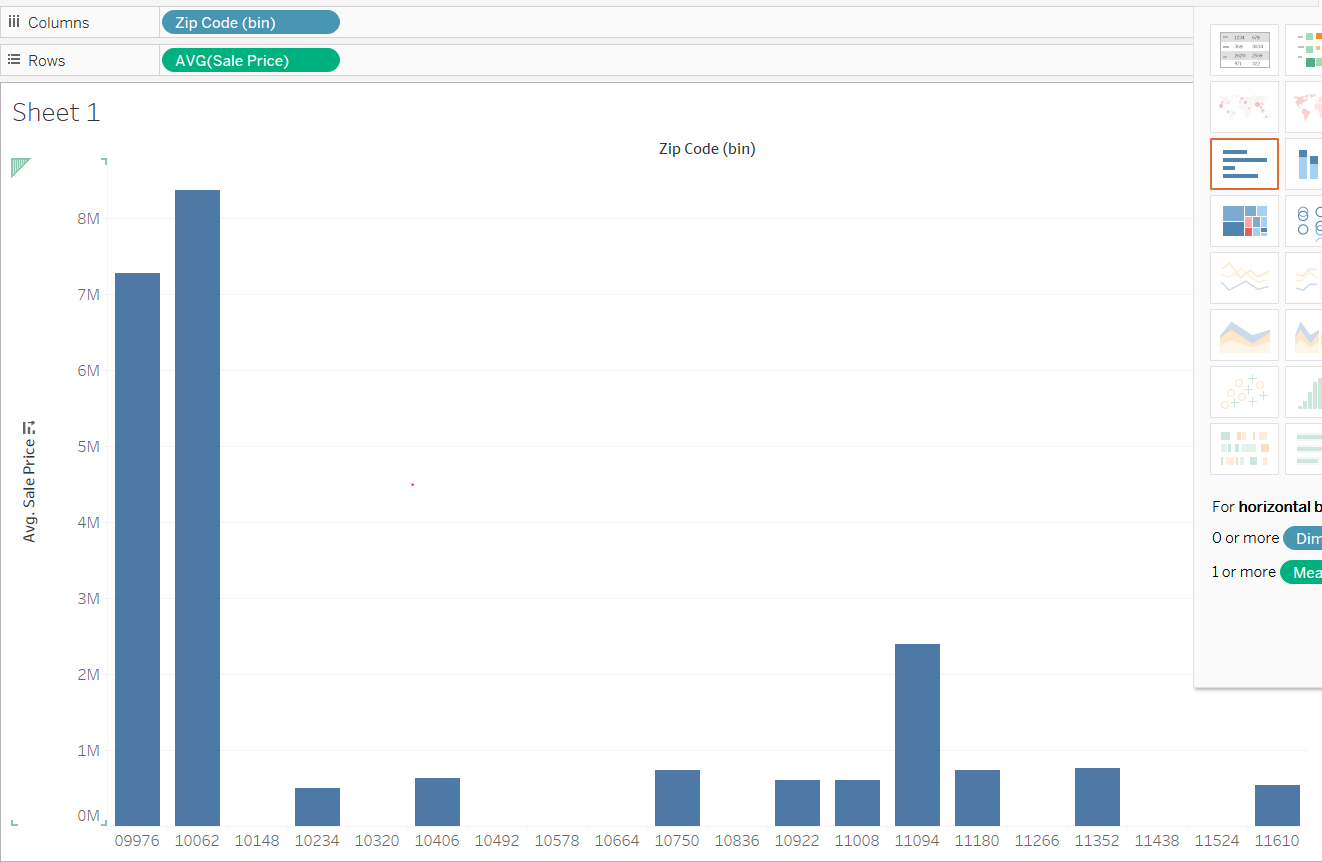 Columns
Zip Code (bin)
Rows
AVG(Sale Price)
Sheet 1
Zip Code (bin)
8M
7M
6M
5M
4M
3M
2M
1M
0M
Avg. Sale Price
09976 10062 10148 10234 10320 10406 10492 10578 10664 10750 10836 10922 11008 11094 11180 11266 11352 11438 11524 11610
For horizontal b
0 or more Dim
1 or more Mea